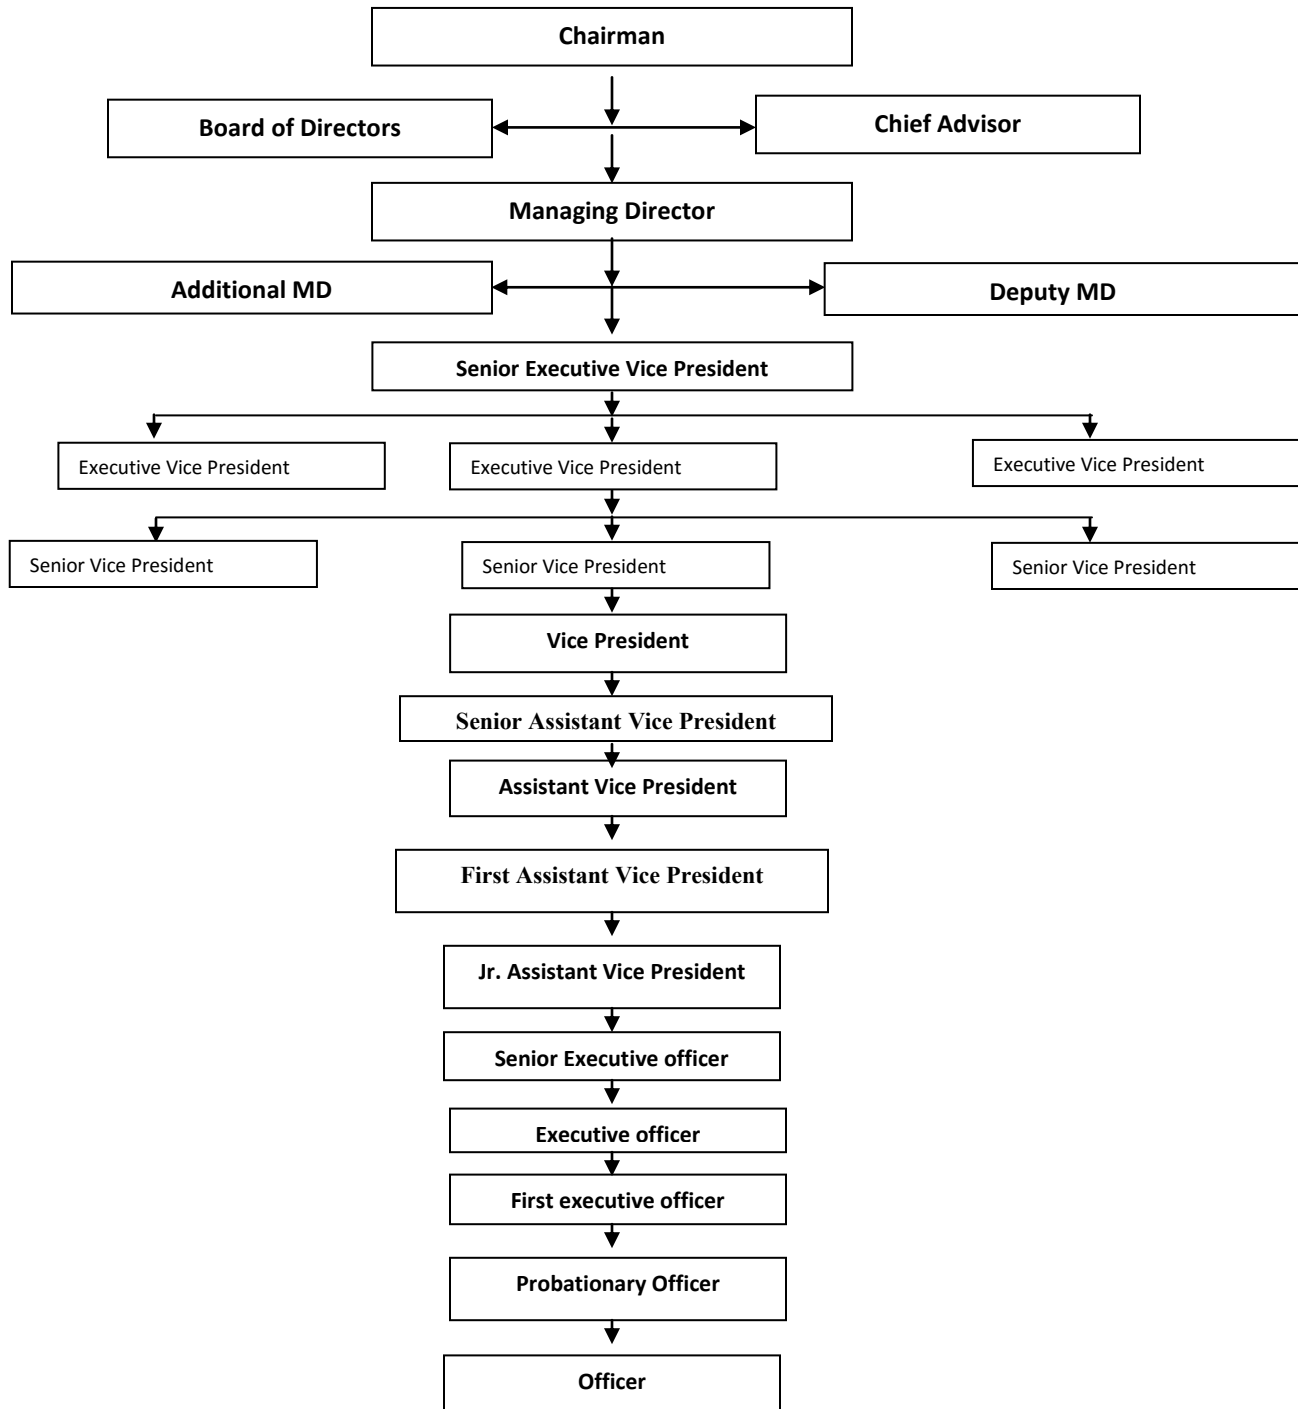 Chairman
Board of Directors
Chief Advisor
Managing Director
Additional MD
Deputy MD
Senior Executive Vice President
Executive Vice President
Executive Vice President
Executive Vice President
Senior Vice President
Senior Vice President
Senior Vice President
Vice President
Senior Assistant Vice President
Assistant Vice President
First Assistant Vice President
Jr. Assistant Vice President
Senior Executive officer
Executive officer
First executive officer
Probationary Officer
Officer